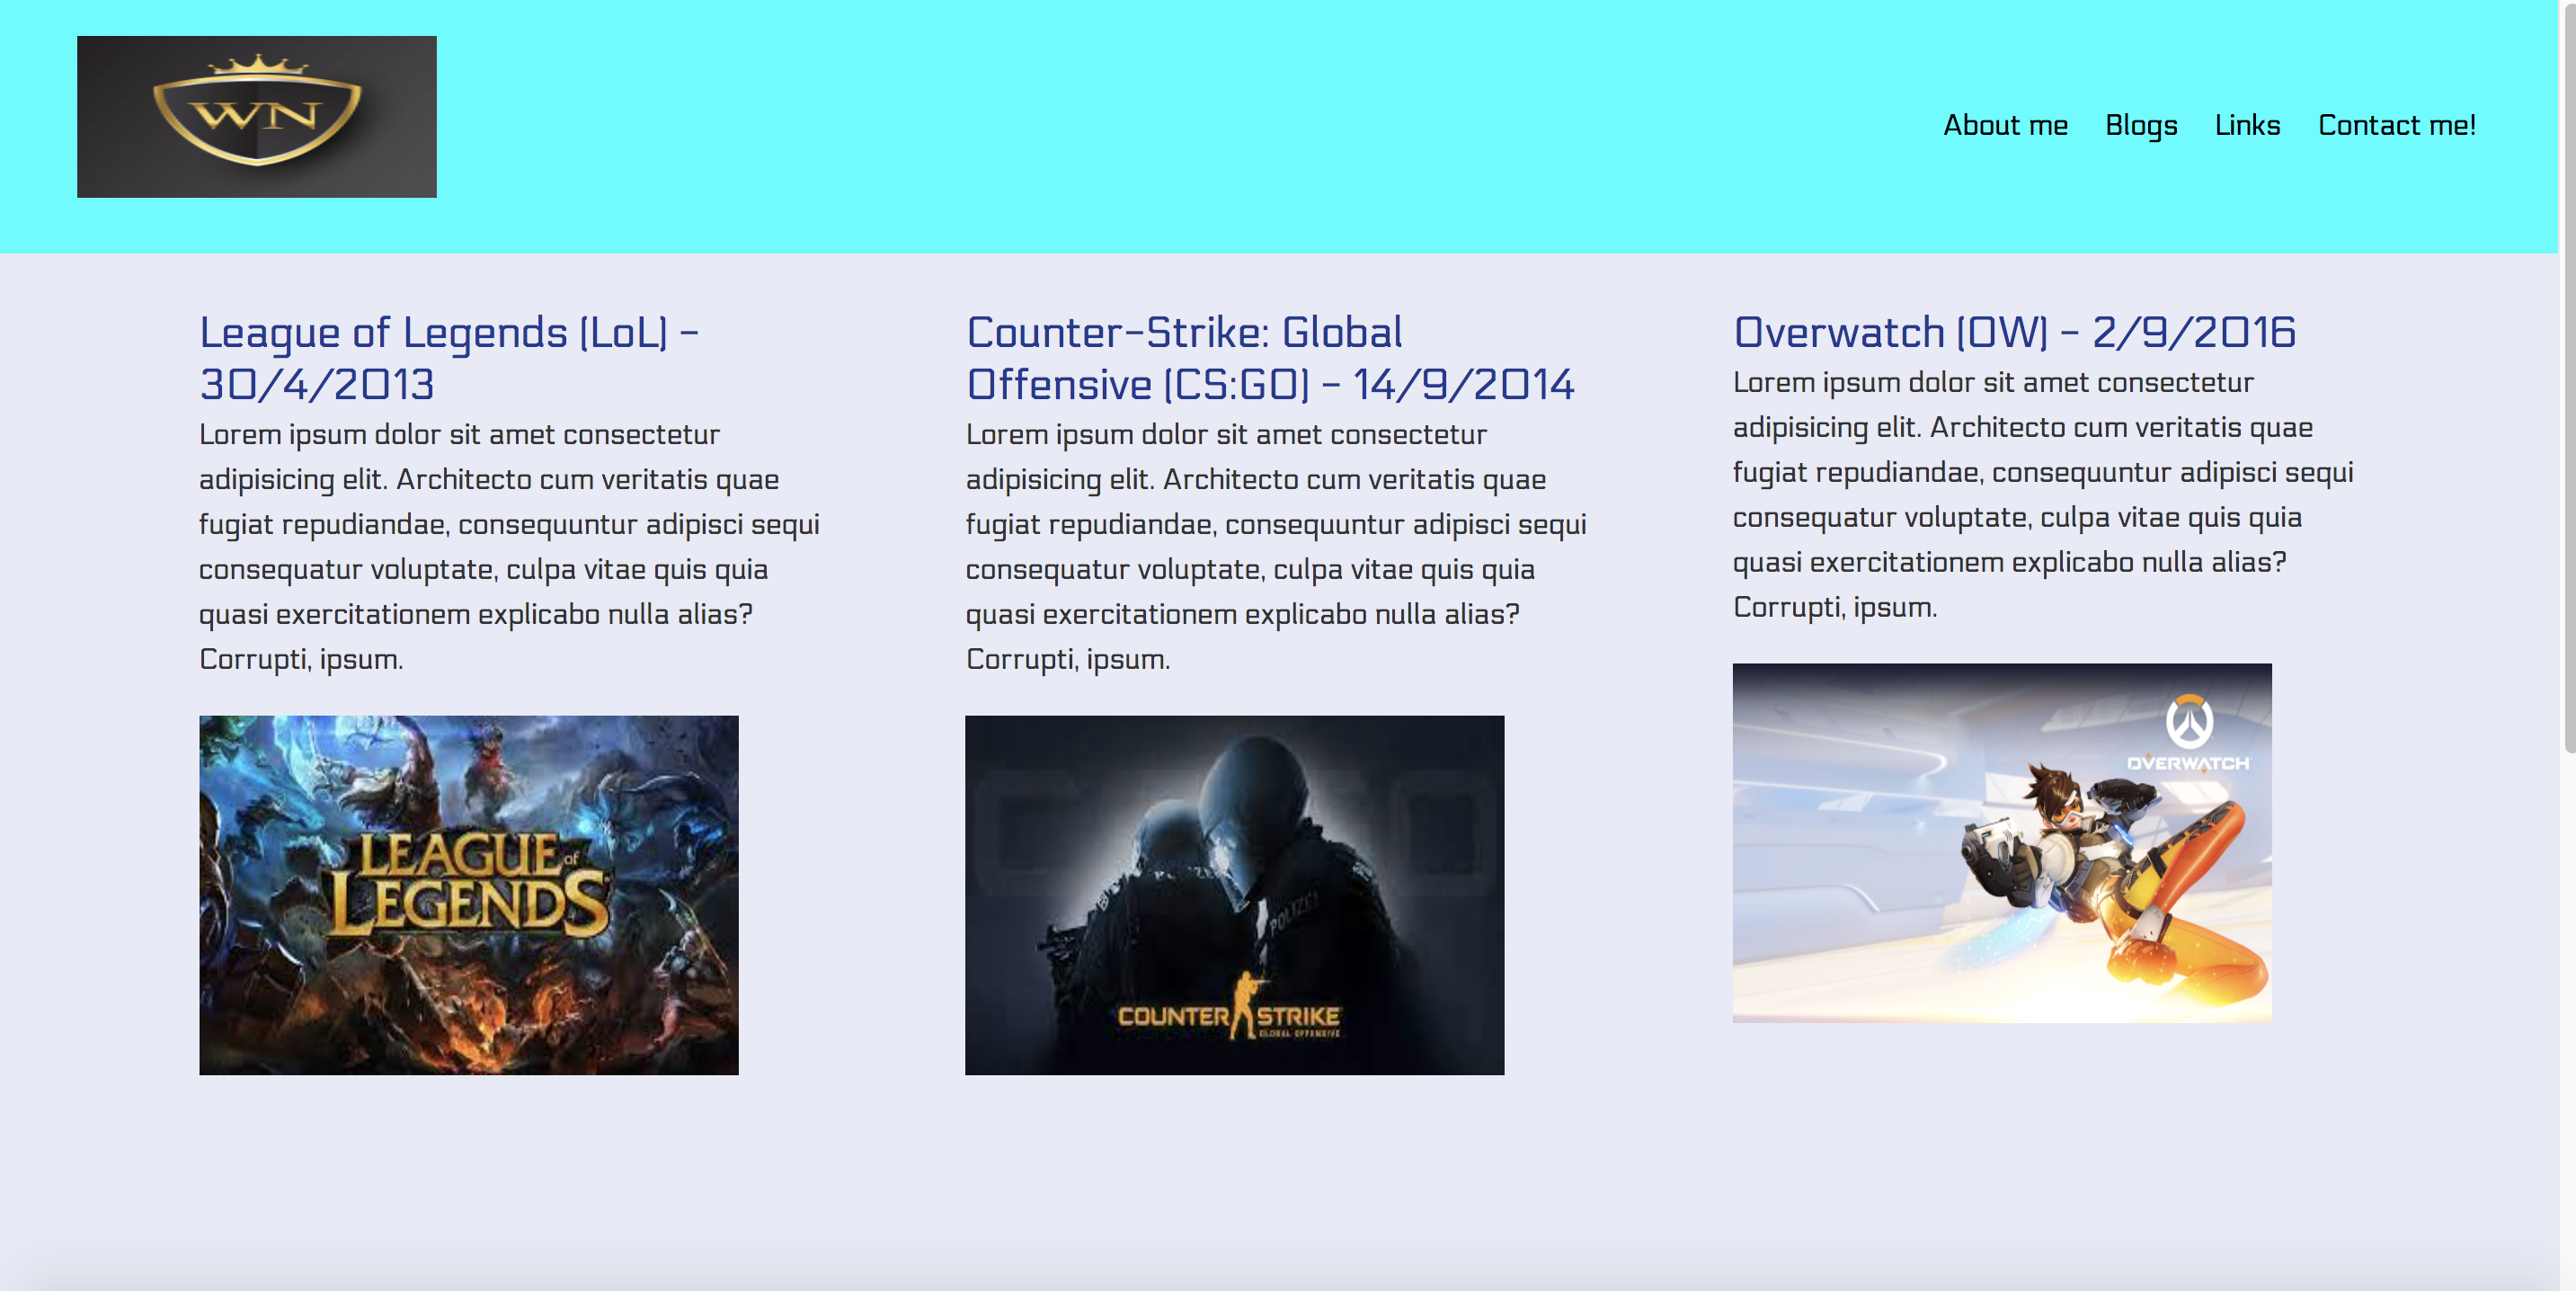 WN
About me Blogs Links Contact me!
League of Legends (LoL) -
30/4/2013
Lorem ipsum dolor sit amet consectetur
adipisicing elit. Architecto cum veritatis quae
fugiat repudiandae, consequuntur adipisci sequi
consequatur voluptate, culpa vitae quis quia
quasi exercitationem explicabo nulla alias?
Corrupti, ipsum.
LEAGUE of
LEGENDS
Counter-Strike: Global
Offensive (CS:GO) - 14/9/2014
Lorem ipsum dolor sit amet consectetur
adipisicing elit. Architecto cum veritatis quae
fugiat repudiandae, consequuntur adipisci sequi
consequatur voluptate, culpa vitae quis quia
quasi exercitationem explicabo nulla alias?
Corrupti, ipsum.
POLIZEI
COUNTER STRIKE
GLOBAL OFFENSIVE
Overwatch (OW) - 2/9/2016
Lorem ipsum dolor sit amet consectetur
adipisicing elit. Architecto cum veritatis quae
fugiat repudiandae, consequuntur adipisci sequi
consequatur voluptate, culpa vitae quis quia
quasi exercitationem explicabo nulla alias?
Corrupti, ipsum.
OVERWATCH